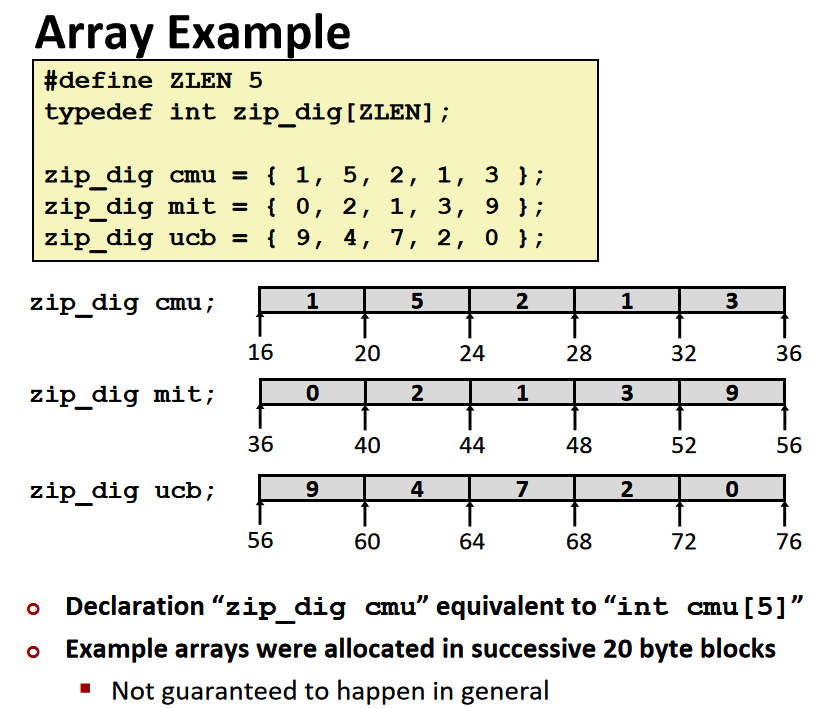 Array Example
#define ZLEN 5
typedef int zip_dig[ZLEN];
zip_dig cmu = { 1, 5, 2, 1, 3 };
zip_dig mit = { 0, 2, 1, 3, 9 };
zip_dig ucb = { 9, 4, 7, 2, 0 };
zip_dig cmu; 1 5 2 1 3
16 20 24 28 32 36
zip_dig mit; 0 2 1 3 9
36 40 44 48 52 56
zip_dig ucb; 9 4 7 2 0
56 60 64 68 72 76
Declaration “zip_dig cmu” equivalent to “int cmu[5]”
Example arrays were allocated in successive 20 byte blocks
Not guaranteed to happen in general